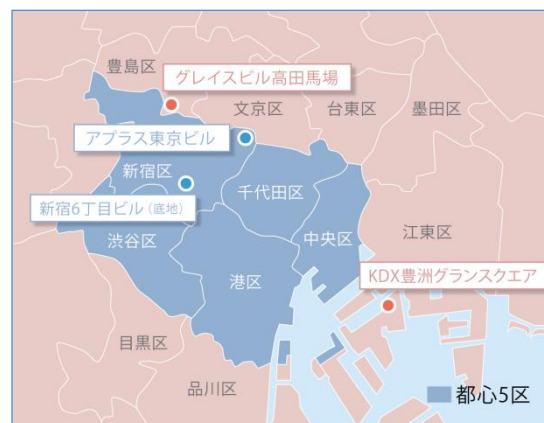 豊島区
グレイスビル高田馬場
文京区
台東区
墨田区
アプラス東京ビル
新宿区
千代田区
新宿6丁目ビル（底地）
渋谷区
中央区
江東区
港区
KDX豊洲グランスクエア
目黒区
品川区
都心5区